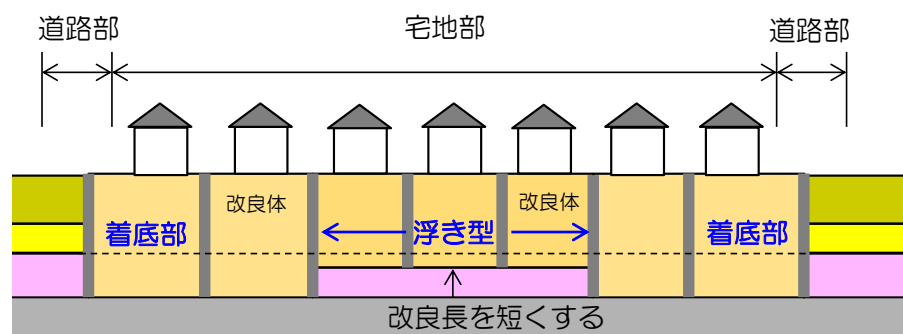 道路部
宅地部
道路部
改良体
改良体
着底部
浮き型
着底部
改良長を短くする